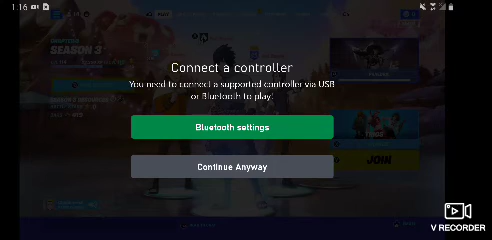 1:16
SEASON 3
Connect a controller
You need to connect a supported controller via USB
or Bluetooth to play!
Bluetooth settings
Continue Anyway
JOIN
V RECORDER